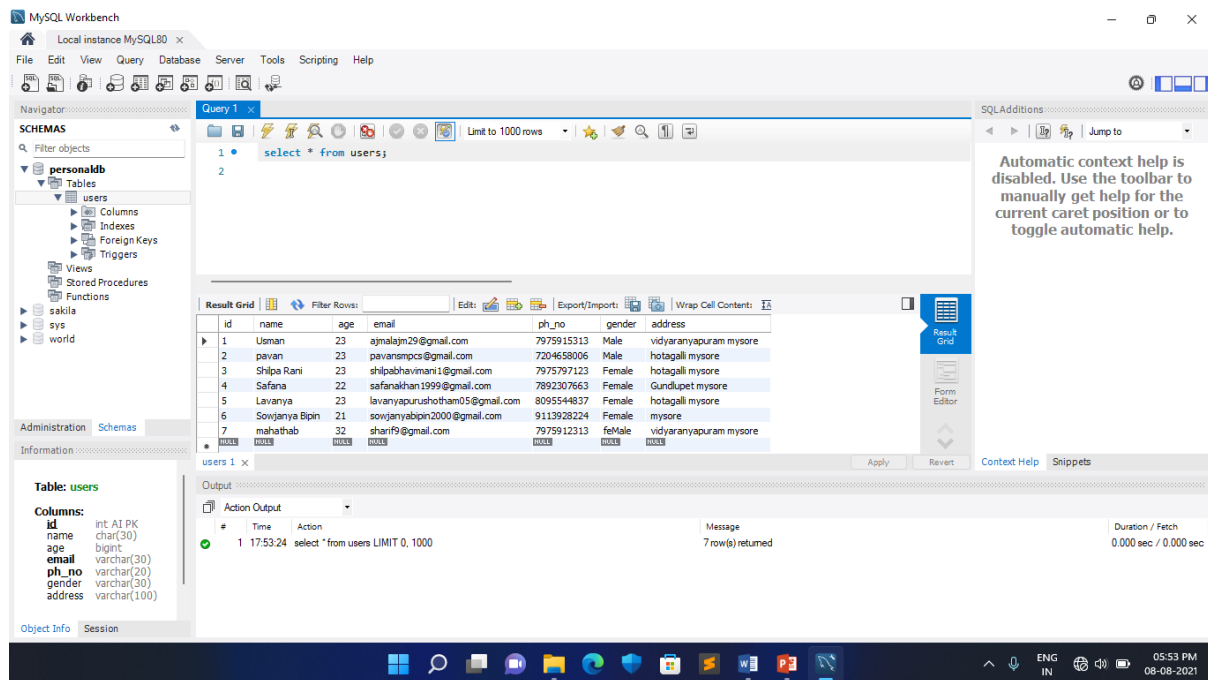 MySQL Workbench
Local instance MySQL80
File Edit View Query Database Server Tools Scripting Help
Navigator
SCHEMAS
Filter objects
personaldb
Tables
users
Columns
Indexes
Foreign Keys
Triggers
Views
Stored Procedures
Functions
sakila
sys
world
Administration Schemas
Information
Table: users
Columns:
id int AI PK
name char(30)
age bigint
email varchar(30)
ph_no varchar(20)
gender varchar(30)
address varchar(100)
Object Info Session
Query 1
Limit to 1000 rows
1 select * from users;
2
Result Grid Filter Rows: Edit: Export/Import: Wrap Cell Content: IA
id name age email ph_no gender address
1 Usman 23 ajmalajm29@gmail.com 7975915313 Male vidyaranyapuram mysore
2 pavan 23 pavansmpcs@gmail.com 7204658006 Male hotagalli mysore
3 Shilpa Rani 23 shilpabhavimani1@gmail.com 7975797123 Female hotagalli mysore
4 Safana 22 safanakhan1999@gmail.com 7892307663 Female Gundlupet mysore
5 Lavanya 23 lavanyapurushotham05@gmail.com 8095544837 Female hotagalli mysore
6 Sowjanya Bipin 21 sowjanyabipin2000@gmail.com 9113928224 Female mysore
7 mahathab 32 sharif9@gmail.com 7975912313 feMale vidyaranyapuram mysore
NULL NULL NULL NULL NULL NULL NULL
Result
Grid
Form
Editor
users 1
Apply Revert
Output
Action Output
# Time Action Message Duration / Fetch
1 17:53:24 select * from users LIMIT 0, 1000 7 row(s) returned 0.000 sec / 0.000 sec
SQLAdditions
Jump to
Automatic context help is
disabled. Use the toolbar to
manually get help for the
current caret position or to
toggle automatic help.
Context Help Snippets
ENG
IN
05:53 PM
08-08-2021